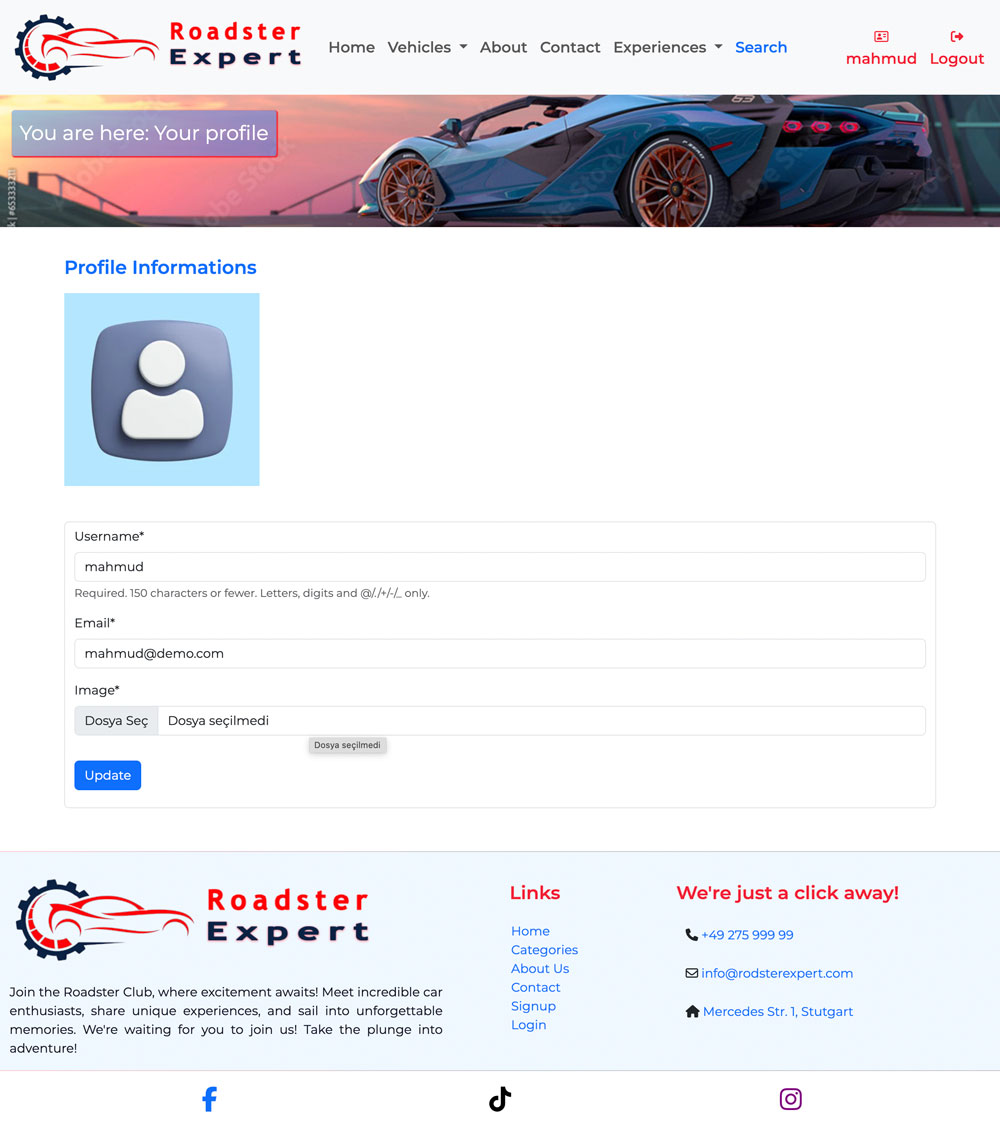 Roadster
Expert
Home Vehicles About Contact Experiences Search
mahmud Logout
You are here: Your profile
63
Profile Informations
Username*
mahmud
Required. 150 characters or fewer. Letters, digits and @/./+/-/_ only.
Email*
mahmud@demo.com
Image*
Dosya Seç Dosya seçilmedi
Dosya seçilmedi
Update
Roadster
Expert
Join the Roadster Club, where excitement awaits! Meet incredible car
enthusiasts, share unique experiences, and sail into unforgettable
memories. We're waiting for you to join us! Take the plunge into
adventure!
Links
Home
Categories
About Us
Contact
Signup
Login
We're just a click away!
+49 275 999 99
info@rodsterexpert.com
Mercedes Str. 1, Stutgart